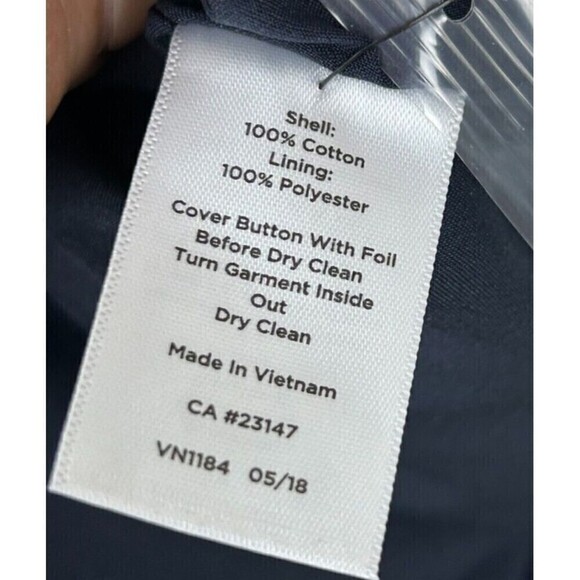 Shell:
100% Cotton
Lining:
100% Polyester
Cover Button With Foil
Before Dry Clean
Turn Garment Inside
Out
Dry Clean
Made In Vietnam
CA #23147
VN1184 05/18